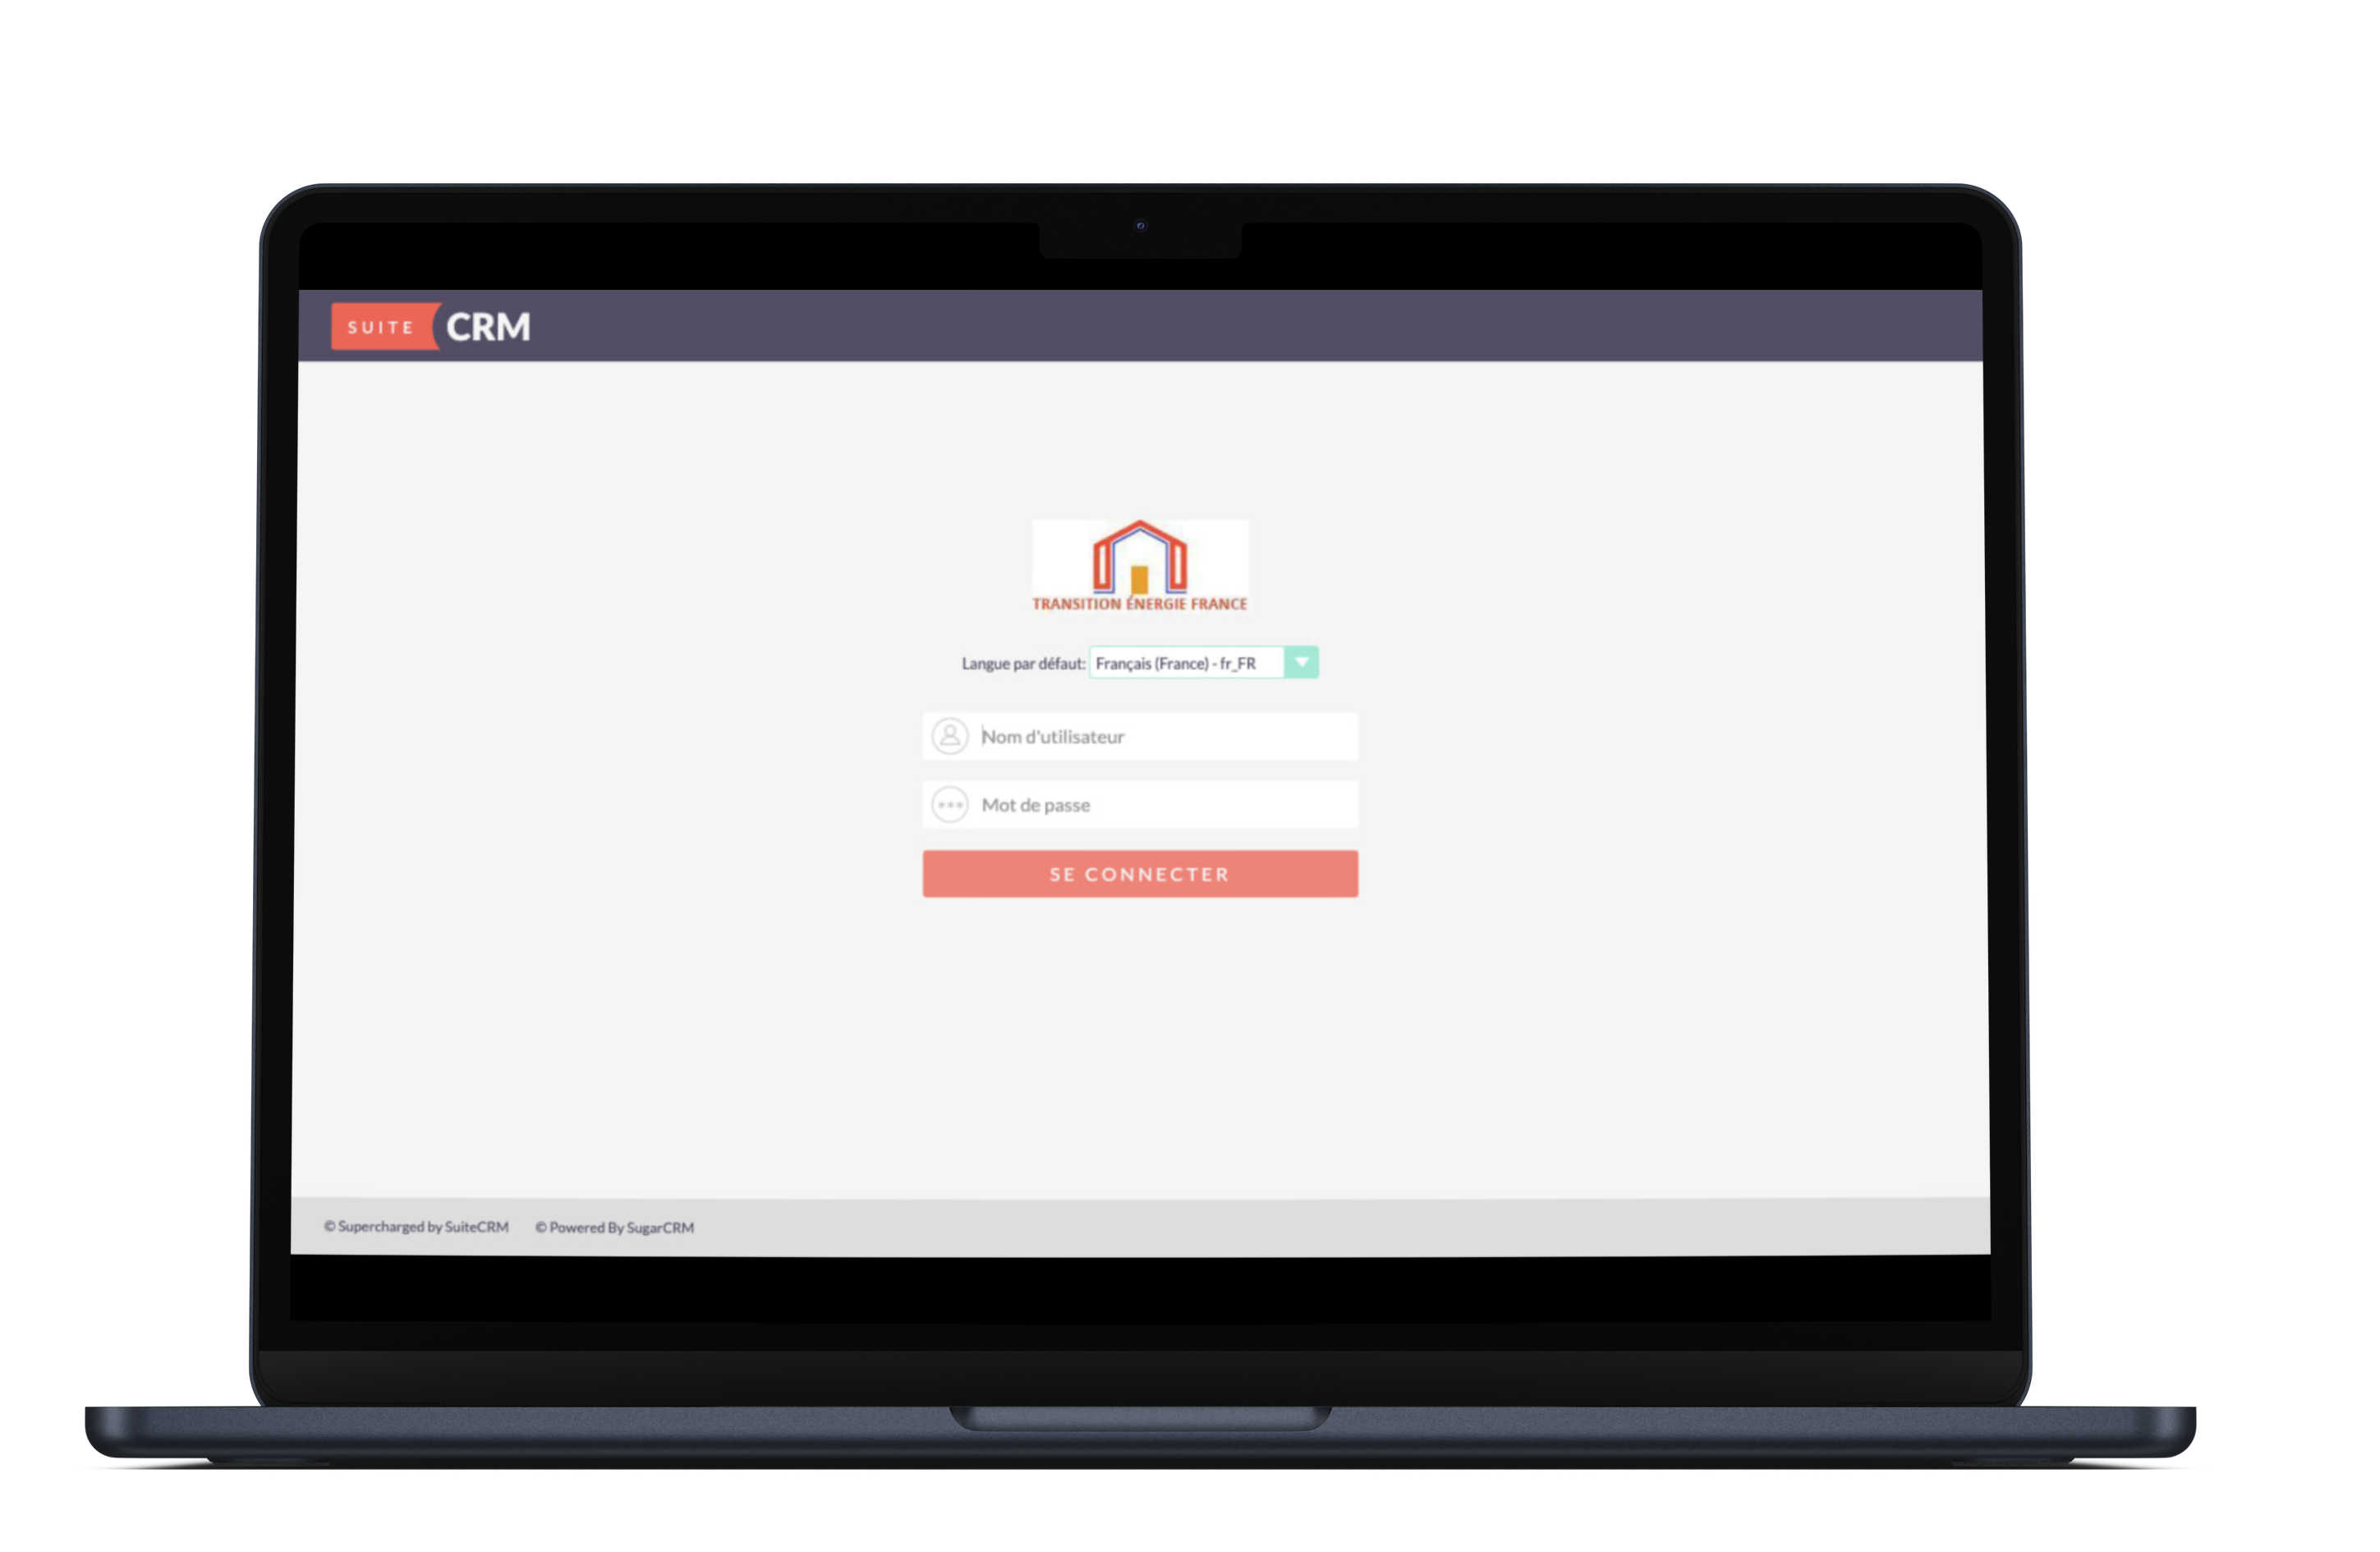 SUITE CRM
TRANSITION ÉNERGIE FRANCE
Langue par défaut: Français (France) - fr_FR
Nom d'utilisateur
Mot de passe
SE CONNECTER
© Supercharged by SuiteCRM © Powered By SugarCRM